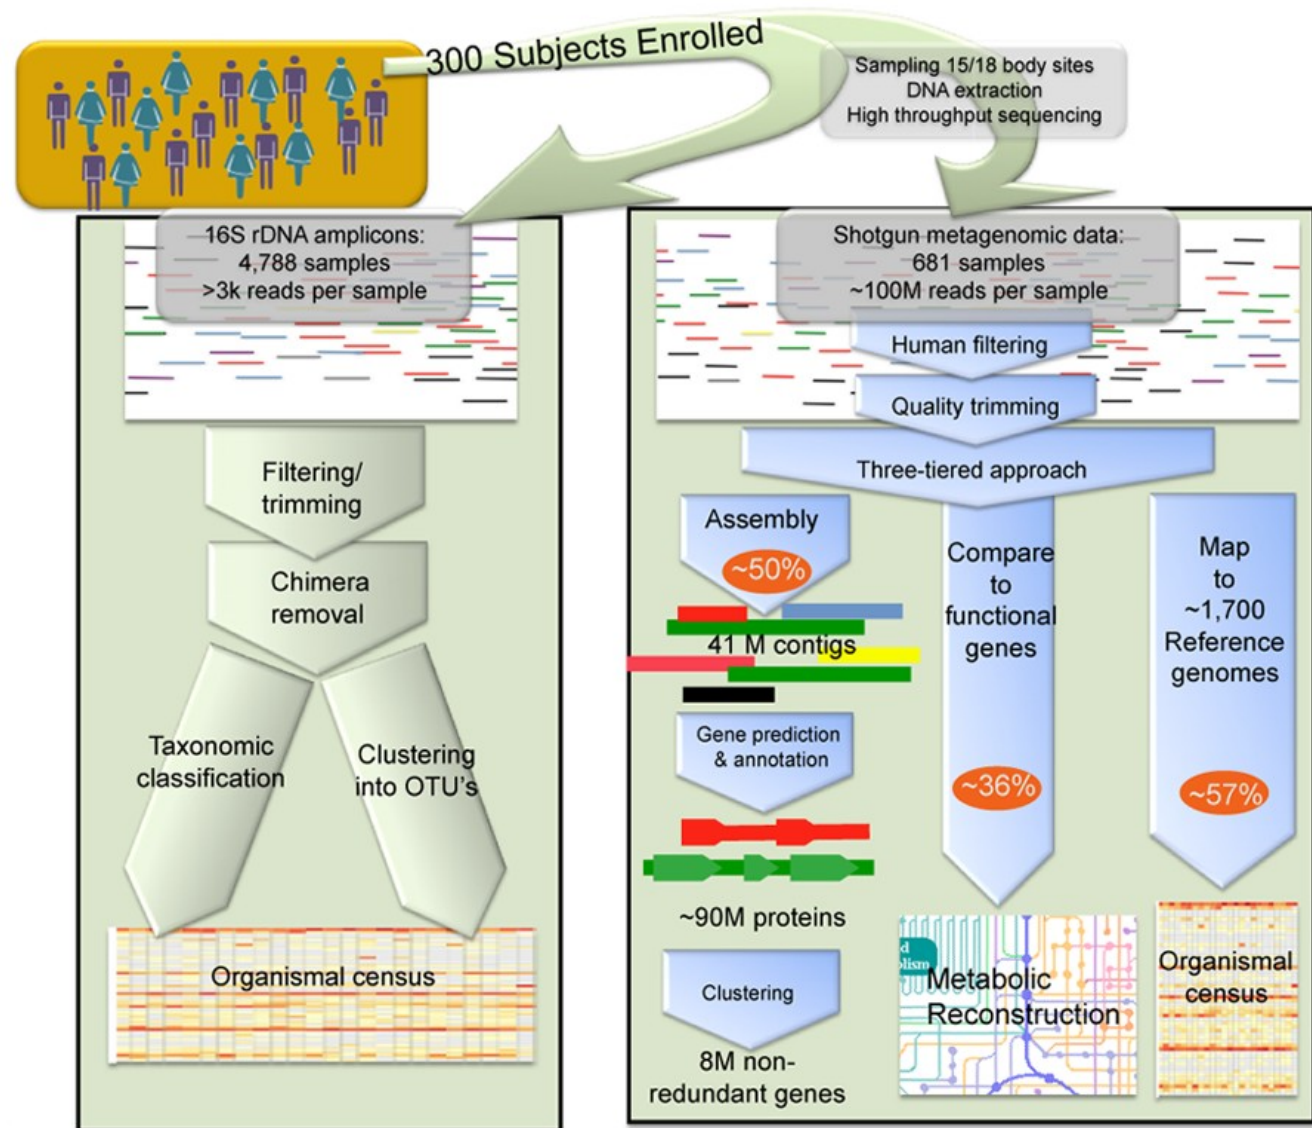 300 Subjects Enrolled
Sampling 15/18 body sites
DNA extraction
High throughput sequencing
16S rDNA amplicons:
4,788 samples
>3k reads per sample
Filtering/
trimming
Chimera
removal
Taxonomic
classification
Clustering
into OTU's
Organismal census
Shotgun metagenomic data:
681 samples
~100M reads per sample
Human filtering
Quality trimming
Three-tiered approach
Assembly
~50%
41 M contigs
Gene prediction
& annotation
~90M proteins
Clustering
8M non-
redundant genes
Compare
to
functional
genes
~36%
Metabolic
Reconstruction
Map
to
~1,700
Reference
genomes
~57%
Organismal
census